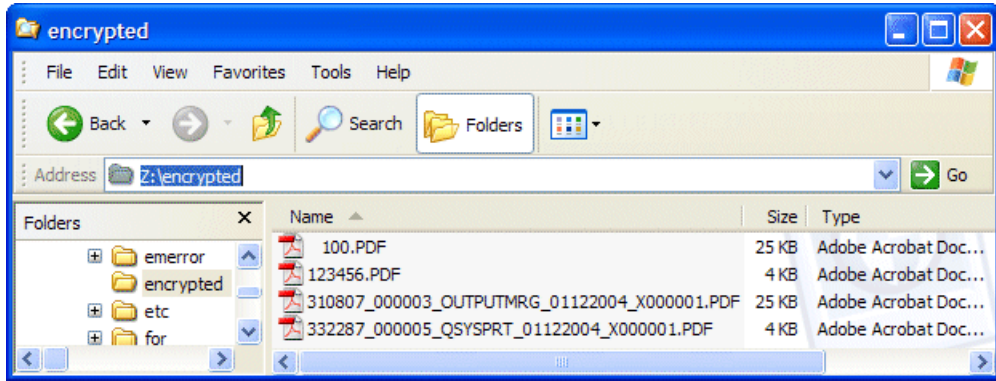 encrypted
File Edit View Favorites Tools Help
Back Search Folders
Address Z:\encrypted Go
Folders Name Size Type
emerror 100.PDF 25 KB Adobe Acrobat Doc...
encrypted 123456.PDF 4 KB Adobe Acrobat Doc...
etc 310807_000003_OUTPUTMRG_01122004_X000001.PDF 25 KB Adobe Acrobat Doc...
for 332287_000005_QSYSPRT_01122004_X000001.PDF 4 KB Adobe Acrobat Doc...